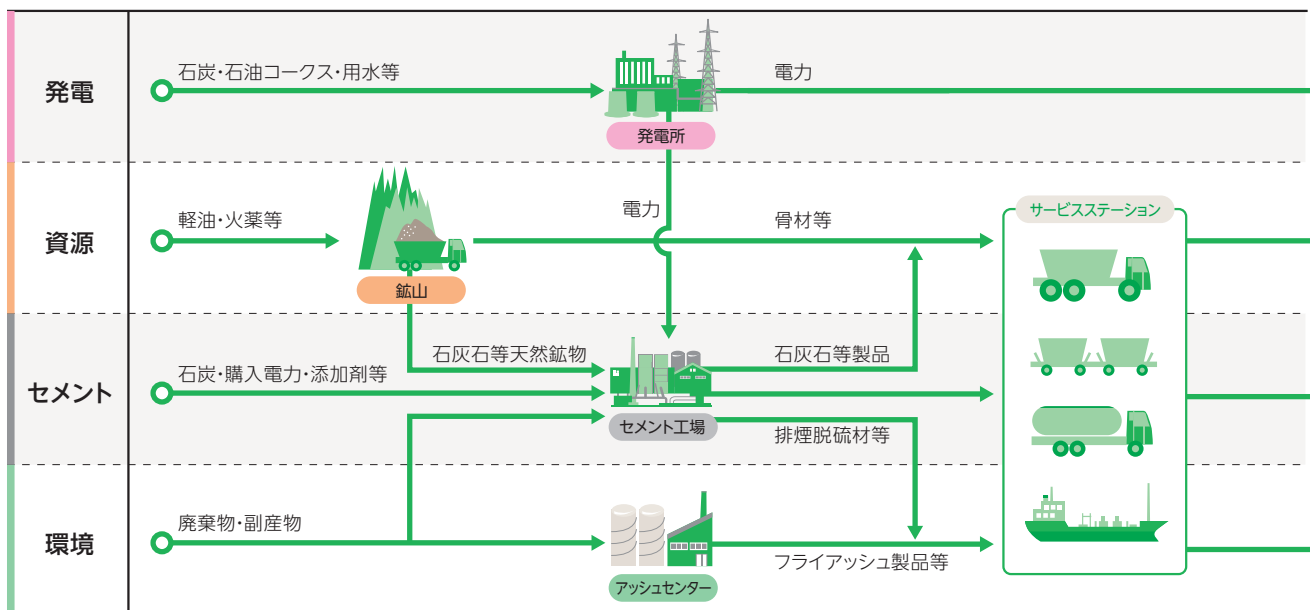 発電
石炭・石油コークス・用水等
発電所
電力
資源
軽油・火薬等
鉱山
電力
骨材等
サービスステーション
セメント
石灰石等天然鉱物
石炭・購入電力・添加剤等
セメント工場
石灰石等製品
排煙脱硫材等
環境
廃棄物・副産物
アッシュセンター
フライアッシュ製品等